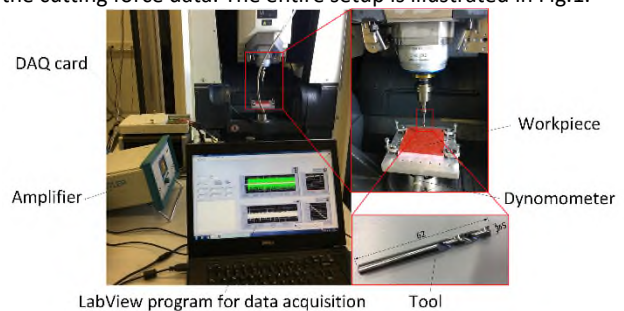 the cutting force data. The entire setup is illustrated in Fig.1.
DAQ card
Amplifier
Workpiece
Dynomometer
62
LabView program for data acquisition
Tool